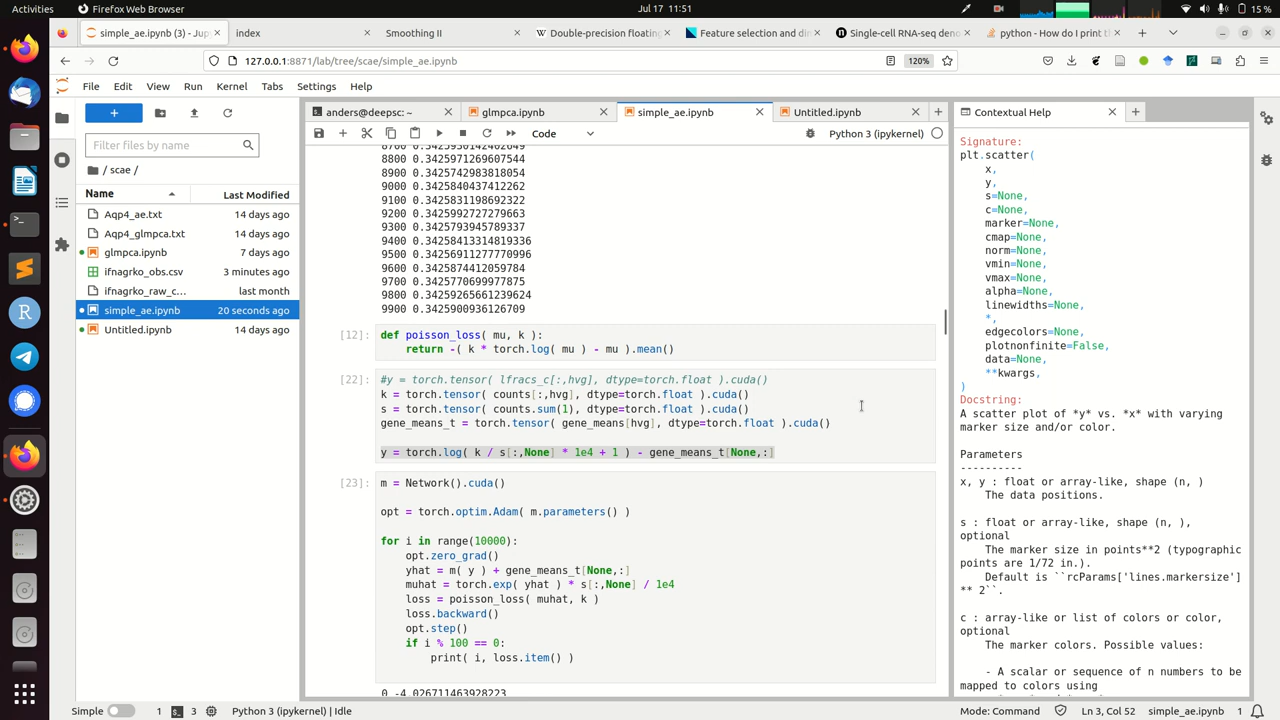 Activities
Firefox Web Browser
Jul 17 11:51
15 %
simple_ae.ipynb (3) - Jup
index
Smoothing II
Double-precision floating
Feature selection and dim
Single-cell RNA-seq deno
python - How do I print t
127.0.0.1:8871/lab/tree/scae/simple_ae.ipynb
120%
File Edit View Run Kernel Tabs Settings Help
anders@deepsc: ~
glmpca.ipynb
simple_ae.ipynb
Untitled.ipynb
Contextual Help
Code
Python 3 (ipykernel)
Filter files by name
/ scae /
Name
Last Modified
Aqp4_ae.txt 14 days ago
Aqp4_glmpca.txt 14 days ago
glmpca.ipynb 7 days ago
ifnagrko_obs.csv 3 minutes ago
ifnagrko_raw_c... last month
simple_ae.ipynb 20 seconds ago
Untitled.ipynb 14 days ago
8800 0.3425971269607544
8900 0.3425742983818054
9000 0.3425840437412262
9100 0.3425831198692322
9200 0.3425992727279663
9300 0.3425793945789337
9400 0.34258413314819336
9500 0.34256911277770996
9600 0.3425874412059784
9700 0.3425770699977875
9800 0.34259265661239624
9900 0.3425900936126709
[12]: def poisson_loss( mu, k ):
return -( k * torch.log( mu ) - mu ).mean()
[22]: #y = torch.tensor( lfracs_c[:,hvg], dtype=torch.float ).cuda()
k = torch.tensor( counts[:,hvg], dtype=torch.float ).cuda()
s = torch.tensor( counts.sum(1), dtype=torch.float ).cuda()
gene_means_t = torch.tensor( gene_means[hvg], dtype=torch.float ).cuda()
y = torch.log( k / s[:,None] * 1e4 + 1 ) - gene_means_t[None,:]
[23]: m = Network().cuda()
opt = torch.optim.Adam( m.parameters() )
for i in range(10000):
opt.zero_grad()
yhat = m( y ) + gene_means_t[None,:]
muhat = torch.exp( yhat ) * s[:,None] / 1e4
loss = poisson_loss( muhat, k )
loss.backward()
opt.step()
if i % 100 == 0:
print( i, loss.item() )
0 -4.026711463928223
Signature:
plt.scatter(
x,
y,
s=None,
c=None,
marker=None,
cmap=None,
norm=None,
vmin=None,
vmax=None,
alpha=None,
linewidths=None,
*,
edgecolors=None,
plotnonfinite=False,
data=None,
**kwargs,
)
Docstring:
A scatter plot of *y* vs. *x* with varying
marker size and/or color.
Parameters
----------
x, y : float or array-like, shape (n, )
The data positions.
s : float or array-like, shape (n, ),
optional
The marker size in points**2 (typographic
points are 1/72 in.).
Default is ``rcParams['lines.markersize']
** 2``.
c : array-like or list of colors or color,
optional
The marker colors. Possible values:
- A scalar or sequence of n numbers to be
mapped to colors using
Simple
1
3
Python 3 (ipykernel) | Idle
Mode: Command
Ln 3, Col 52
simple_ae.ipynb
1